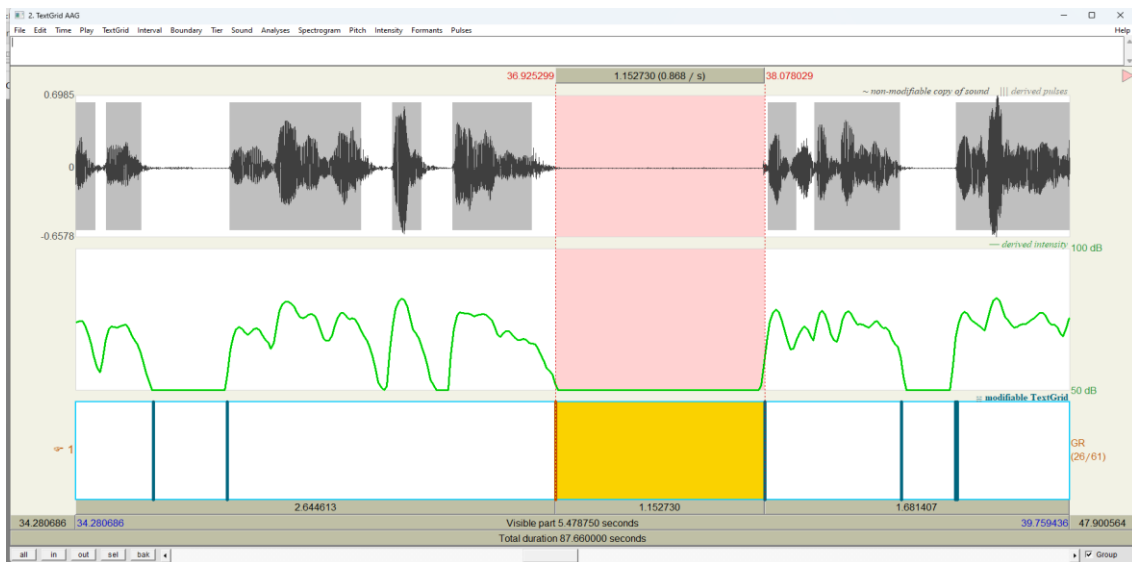 2. TextGrid AAG
File Edit Time Play TextGrid Interval Boundary Tier Sound Analyses Spectrogram Pitch Intensity Formants Pulses Help
36.925299 1.152730 (0.868 / s) 38.078029
~ non-modifiable copy of sound ||| derived pulses
0.6985
0
-0.6578
derived intensity 100 dB
50 dB
modifiable TextGrid
1 GR
(26/61)
2.644613 1.152730 1.681407
34.280686 34.280686 Visible part 5.478750 seconds 39.759436 47.900564
Total duration 87.660000 seconds
all in out sel bak Group